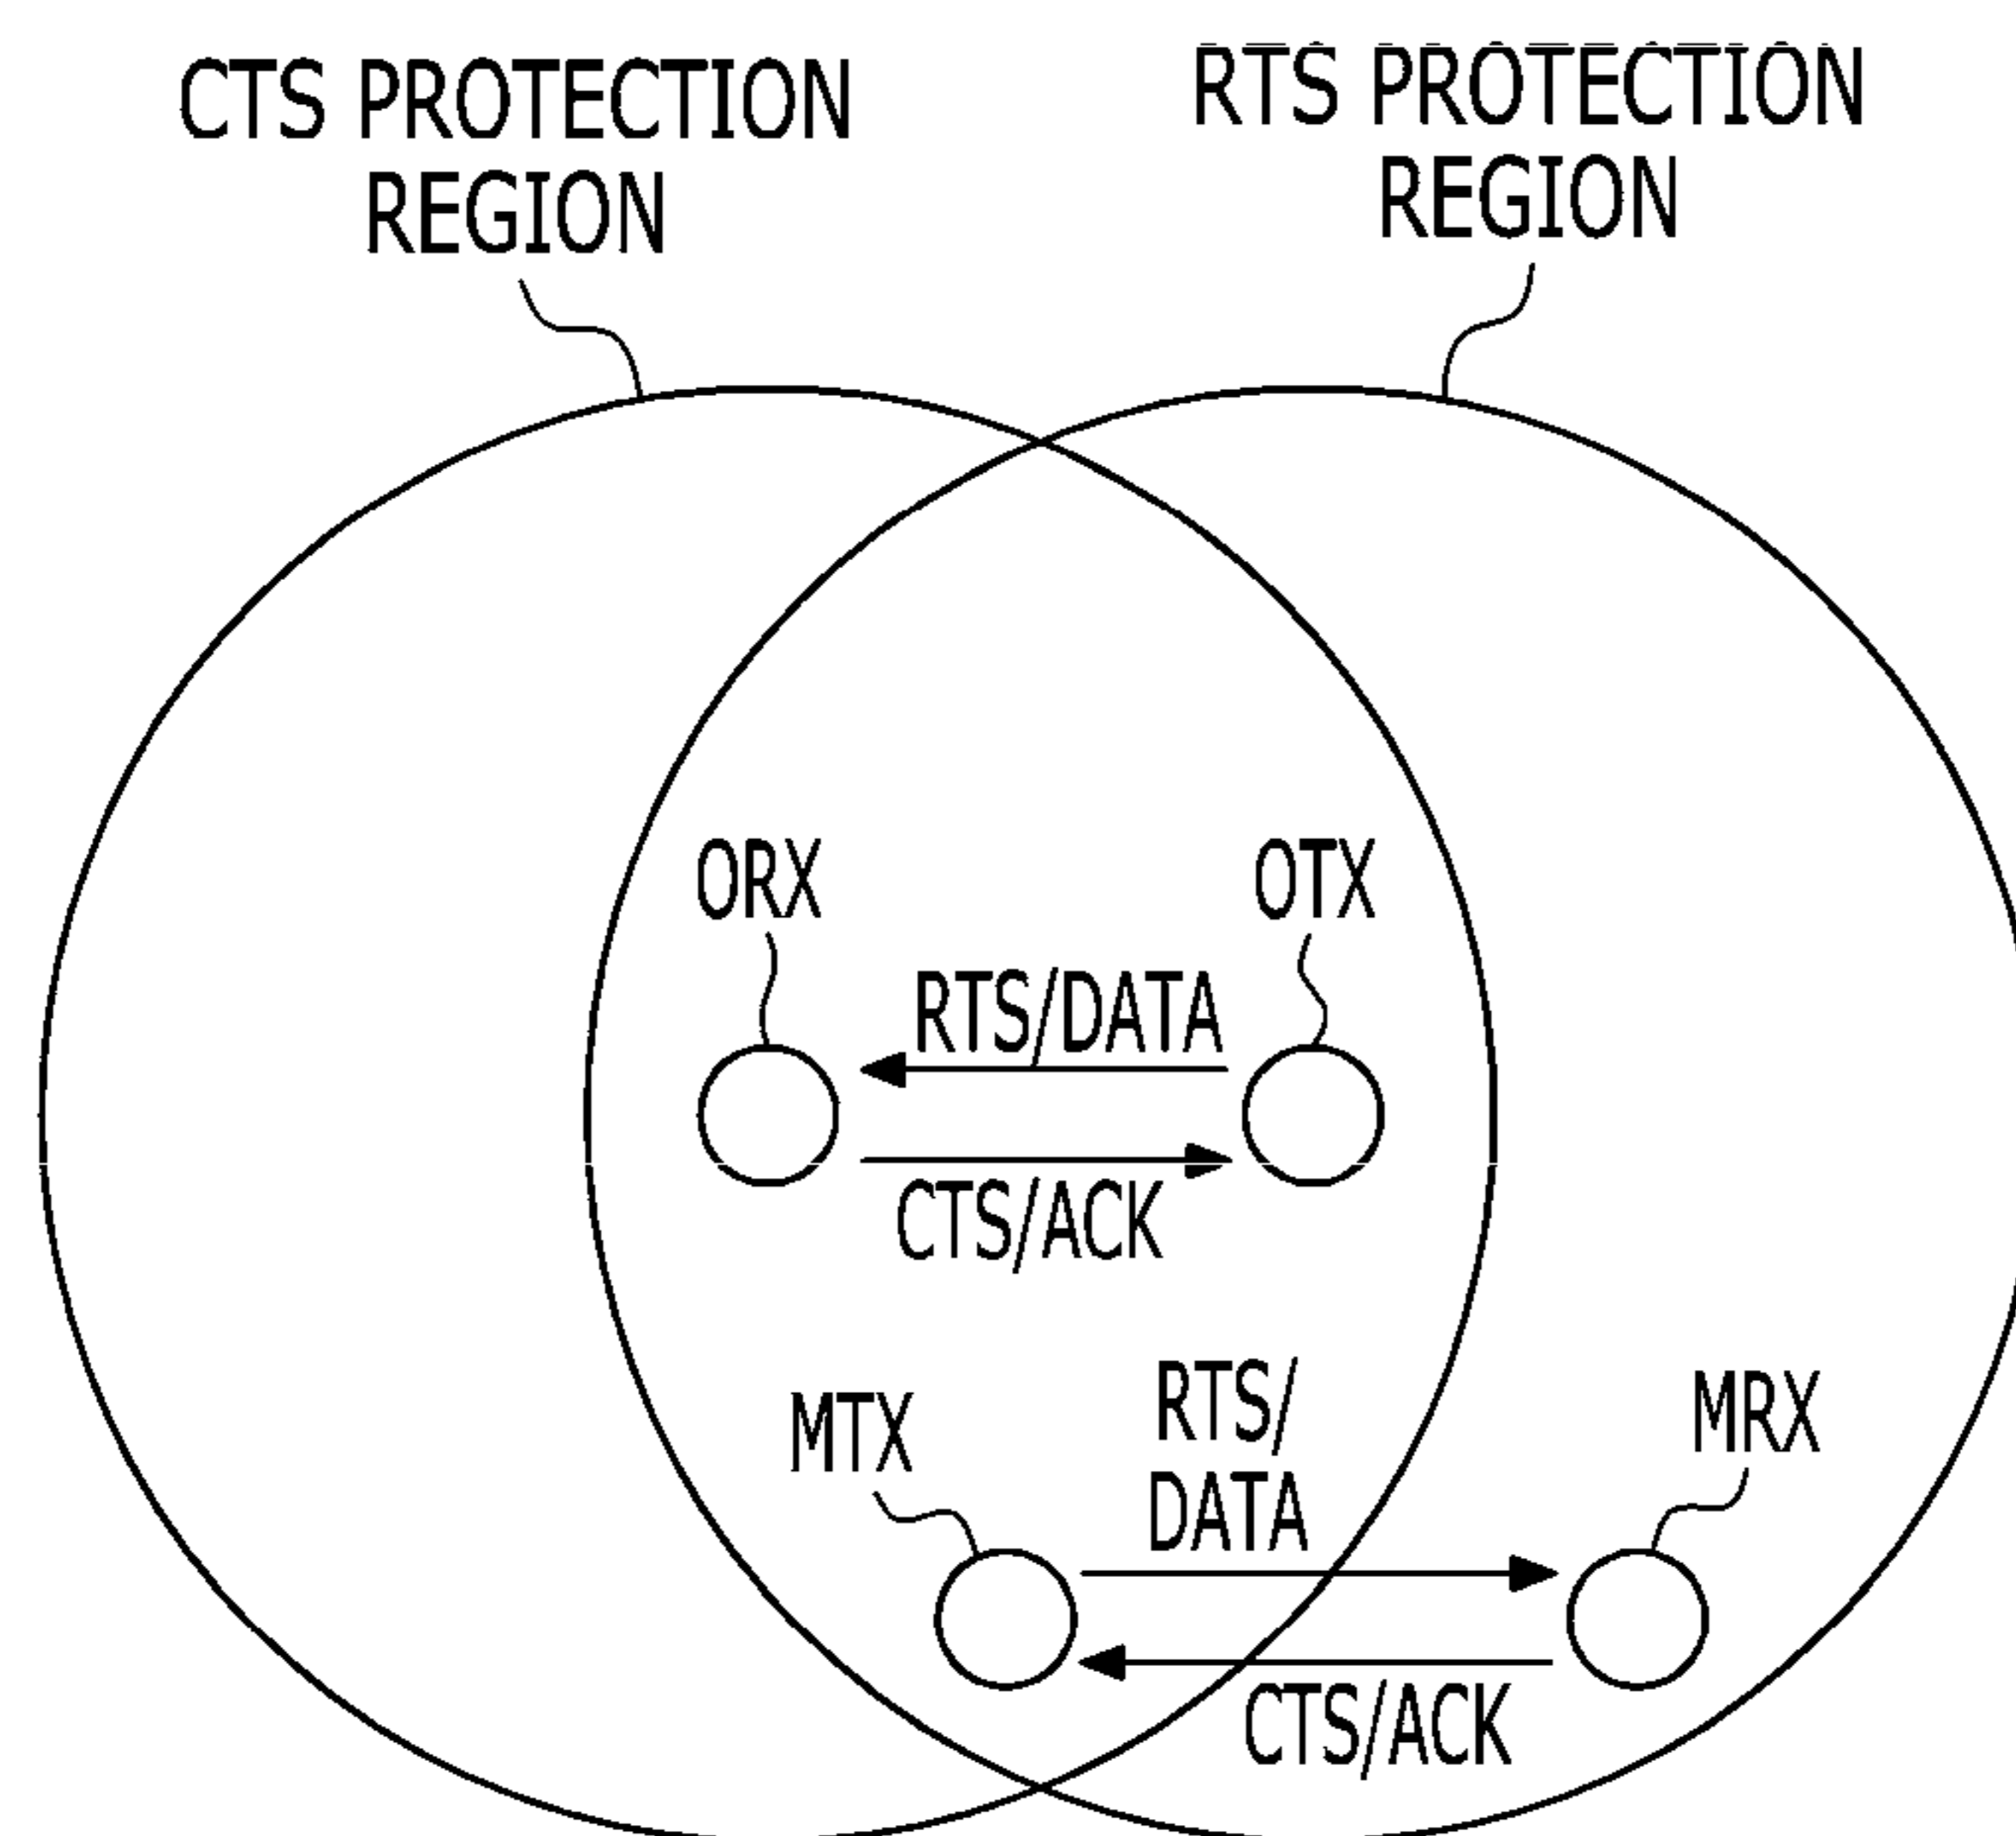 CTS PROTECTION
REGION
RTS PROTECTION
REGION
ORX
OTX
RTS/DATA
CTS/ACK
MTX
RTS/
DATA
MRX
CTS/ACK